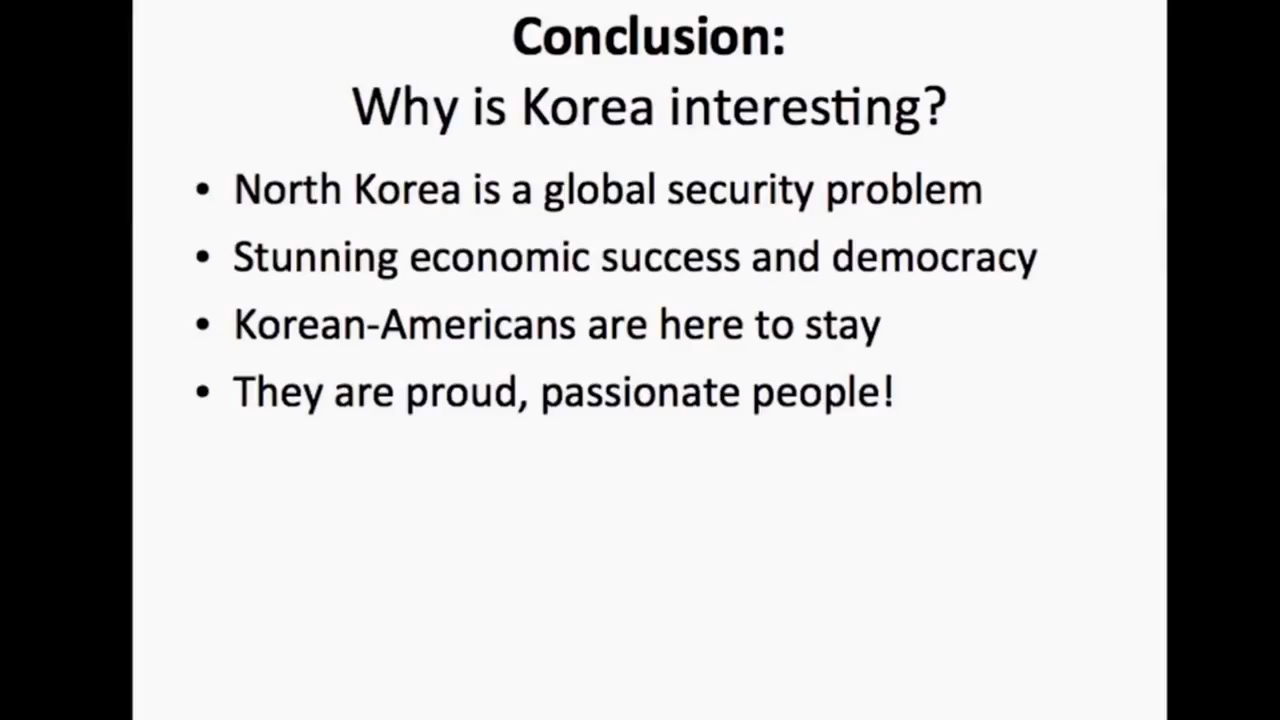 Conclusion:
Why is Korea interesting?
• North Korea is a global security problem
• Stunning economic success and democracy
• Korean-Americans are here to stay
• They are proud, passionate people!